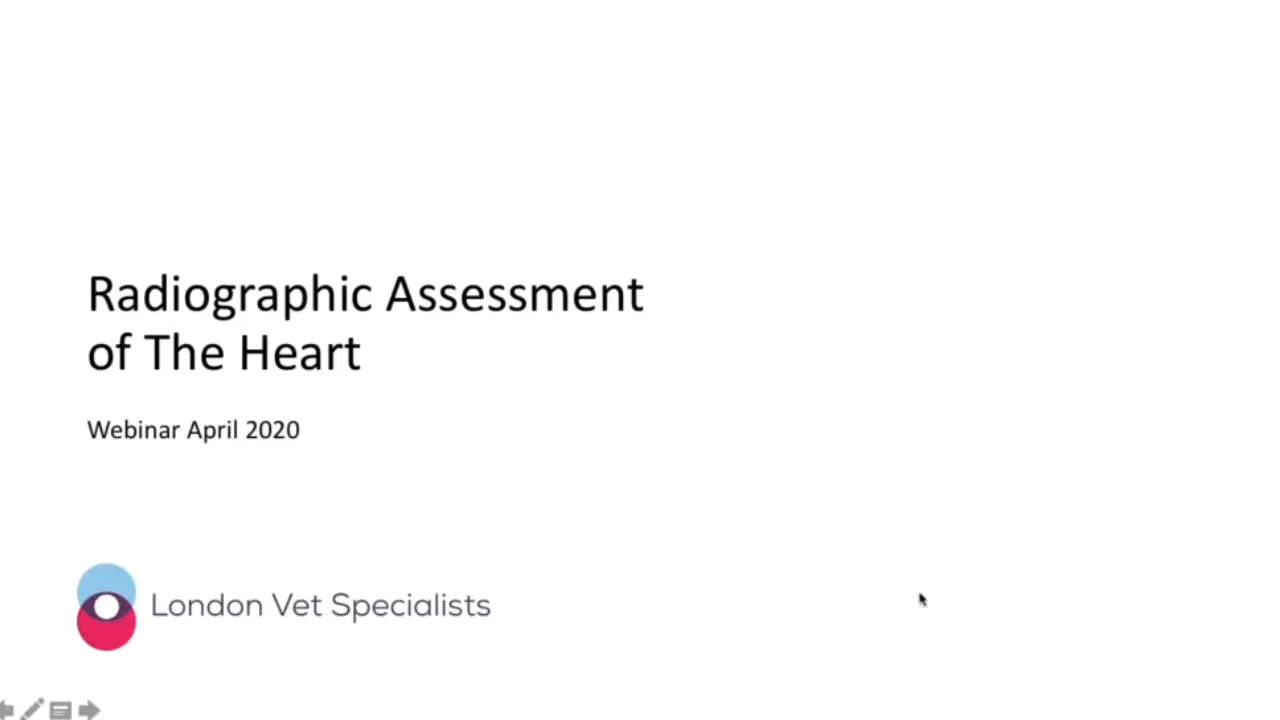 Radiographic Assessment
of The Heart
Webinar April 2020
London Vet Specialists